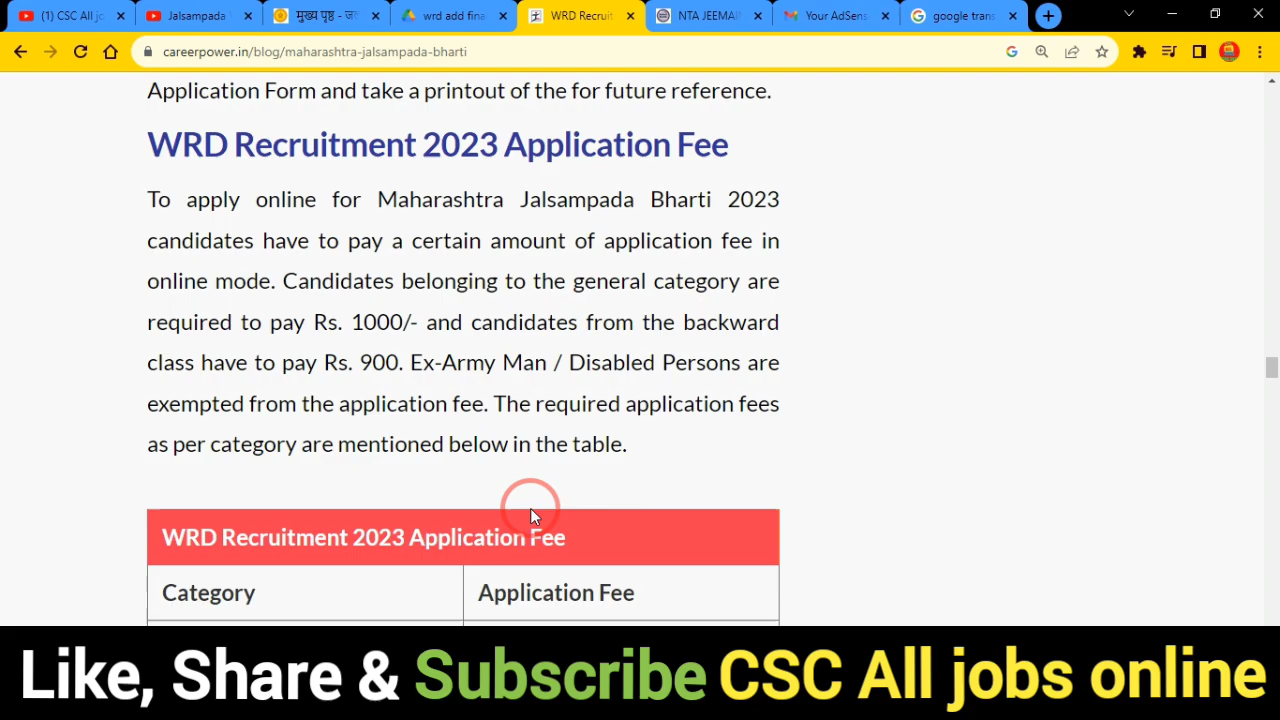 (1) CSC All jo
Jalsampada
मुख्य पृष्ठ - जल
wrd add fina
WRD Recruit
NTA JEEMAI
Your AdSens
google trans
careerpower.in/blog/maharashtra-jalsampada-bharti
Application Form and take a printout of the for future reference.
WRD Recruitment 2023 Application Fee
To apply online for Maharashtra Jalsampada Bharti 2023
candidates have to pay a certain amount of application fee in
online mode. Candidates belonging to the general category are
required to pay Rs. 1000/- and candidates from the backward
class have to pay Rs. 900. Ex-Army Man / Disabled Persons are
exempted from the application fee. The required application fees
as per category are mentioned below in the table.
WRD Recruitment 2023 Application Fee
Category
Application Fee
Like, Share & Subscribe CSC All jobs online